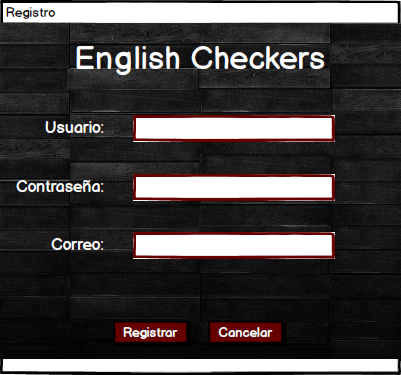 Registro
English Checkers
Usuario:
Contraseña:
Correo:
Registrar Cancelar